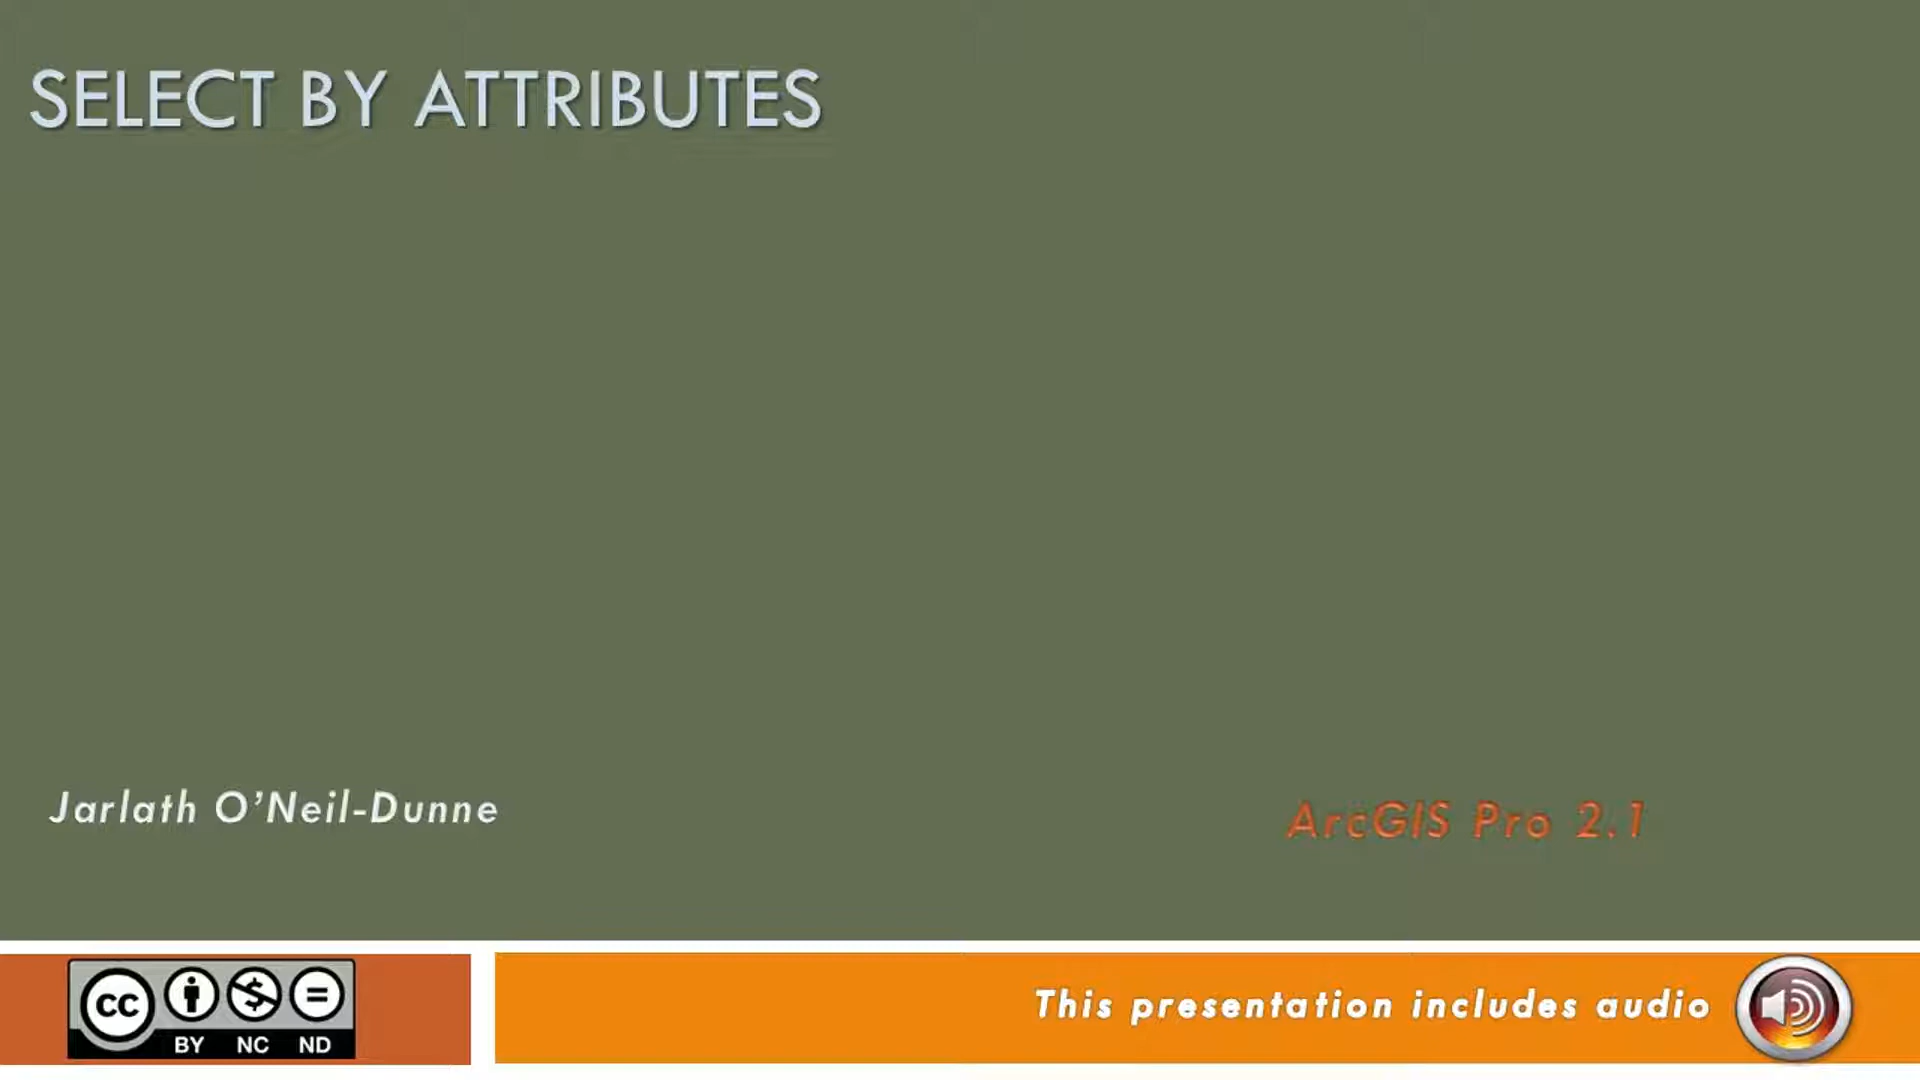 SELECT BY ATTRIBUTES
Jarlath O’Neil-Dunne
ArcGIS Pro 2.1
This presentation includes audio
cc
BY NC ND